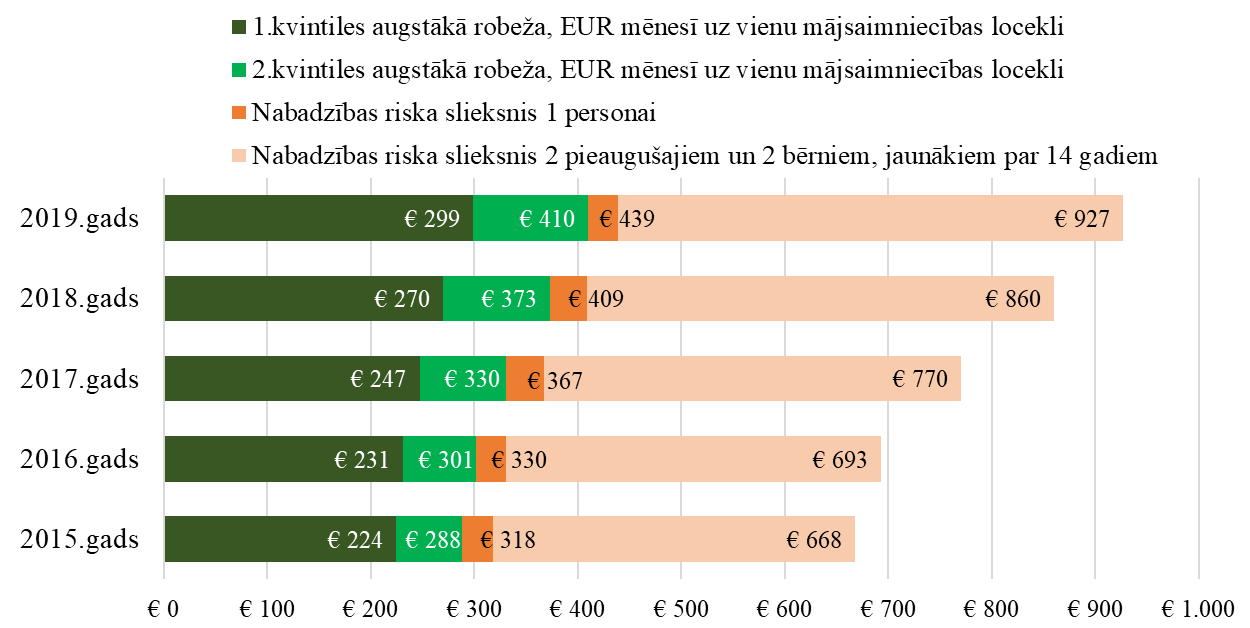 1.kvintiles augstākā robeža, EUR mēnesī uz vienu mājsaimniecības locekli
2.kvintiles augstākā robeža, EUR mēnesī uz vienu mājsaimniecības locekli
Nabadzības riska slieksnis 1 personai
Nabadzības riska slieksnis 2 pieaugušajiem un 2 bērniem, jaunākiem par 14 gadiem
2019.gads € 299 € 410 € 439 € 927
2018.gads € 270 € 373 € 409 € 860
2017.gads € 247 € 330 € 367 € 770
2016.gads € 231 € 301 € 330 € 693
2015.gads € 224 € 288 € 318 € 668
€ 0 € 100 € 200 € 300 € 400 € 500 € 600 € 700 € 800 € 900 € 1.000